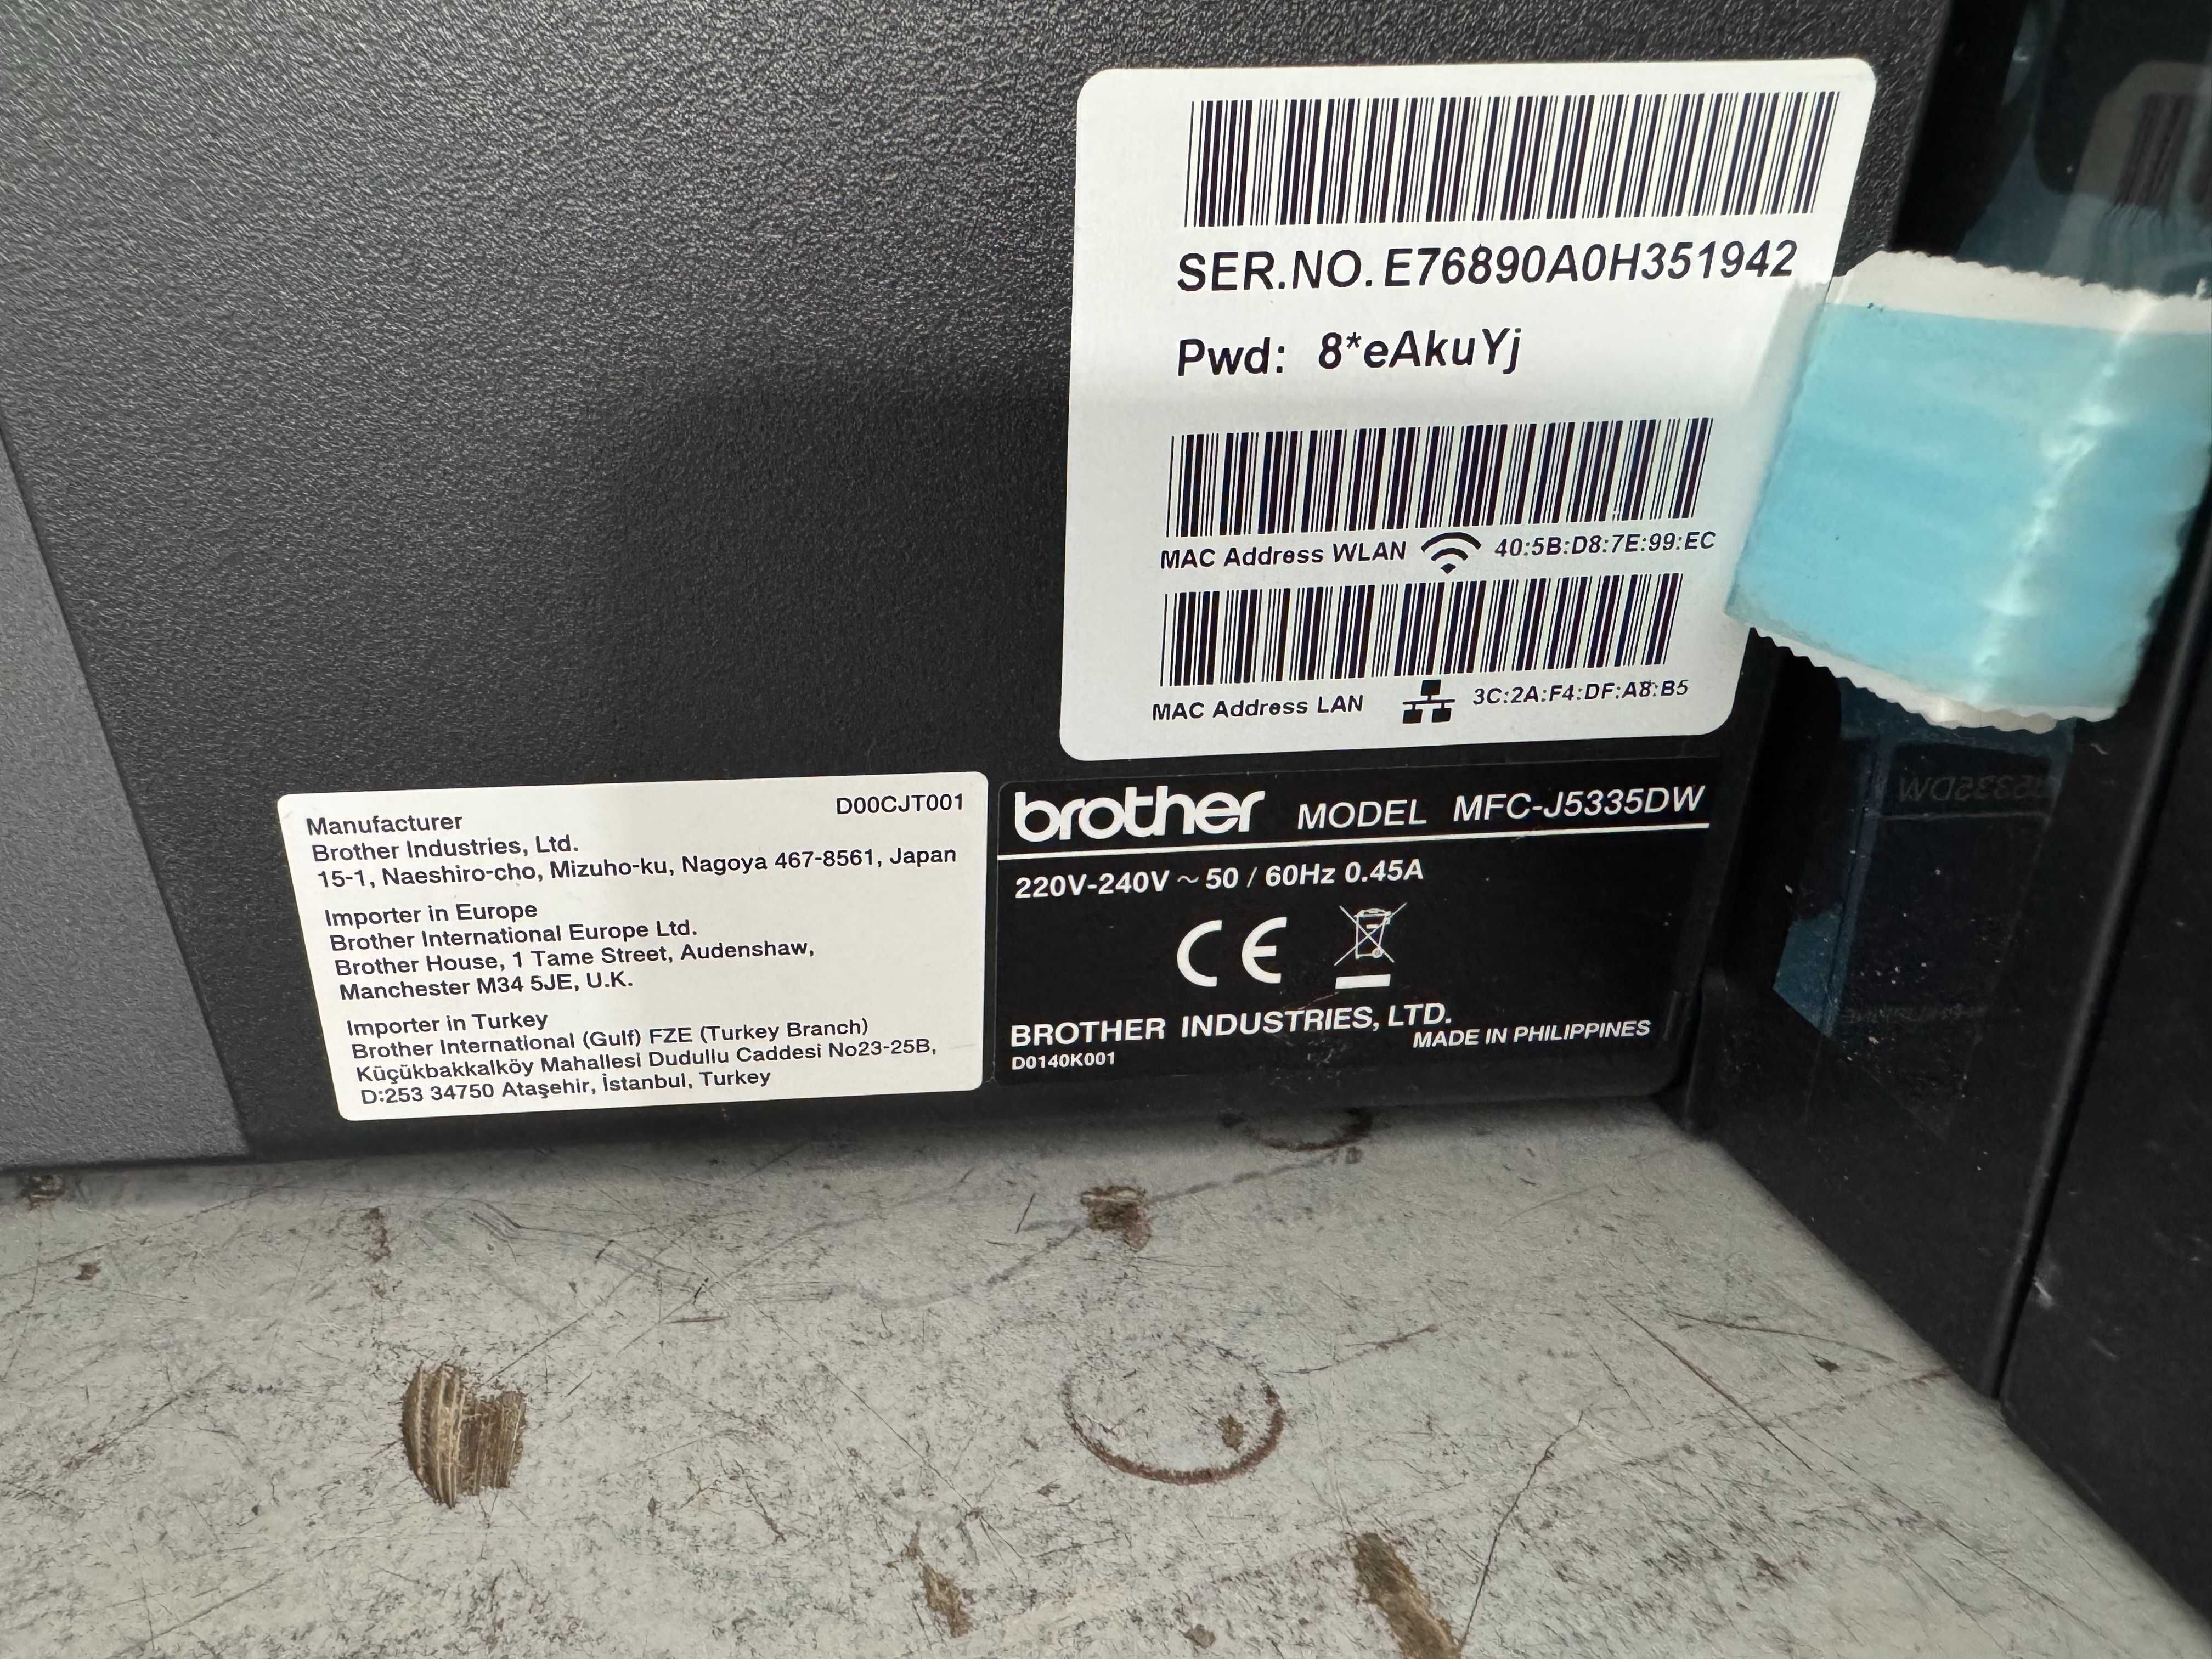 SER.NO. E76890A0H351942
Pwd: 8*eAkuYj
MAC Address WLAN 40:5B:D8:7E:99:EC
MAC Address LAN 3C:2A:F4:DF:A8:B5
D00CJT001
Manufacturer
Brother Industries, Ltd.
15-1, Naeshiro-cho, Mizuho-ku, Nagoya 467-8561, Japan
Importer in Europe
Brother International Europe Ltd.
Brother House, 1 Tame Street, Audenshaw,
Manchester M34 5JE, U.K.
Importer in Turkey
Brother International (Gulf) FZE (Turkey Branch)
Küçükbakkalköy Mahallesi Dudullu Caddesi No23-25B,
D:253 34750 Ataşehir, İstanbul, Turkey
brother MODEL MFC-J5335DW
220V-240V ~ 50 / 60Hz 0.45A
CE
BROTHER INDUSTRIES, LTD.
MADE IN PHILIPPINES
D0140K001